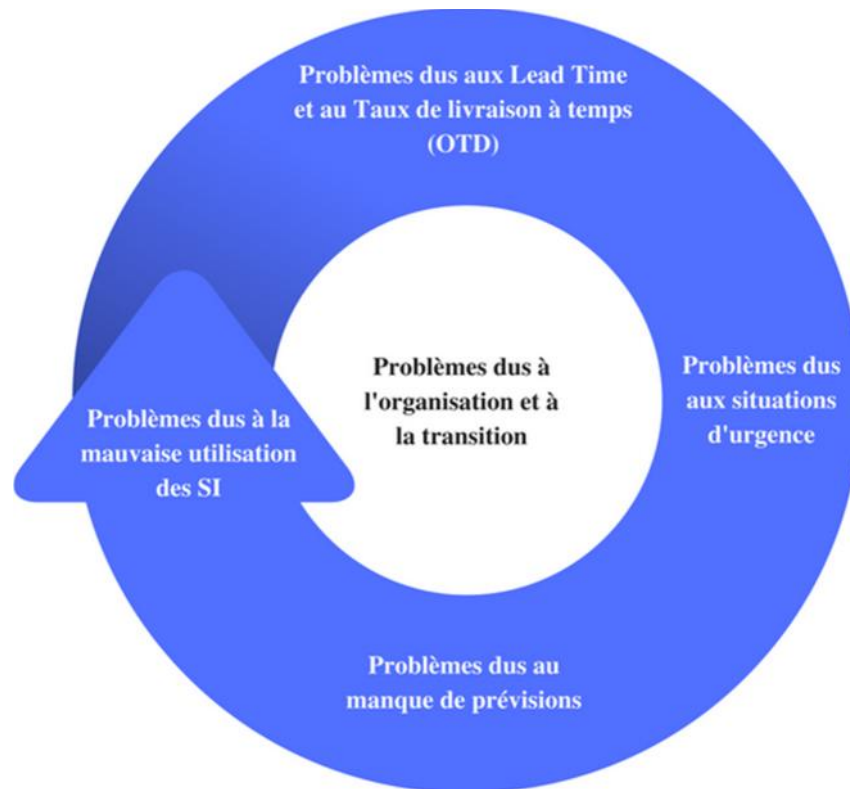 Problèmes dus aux Lead Time
et au Taux de livraison à temps
(OTD)
Problèmes dus
aux situations
d'urgence
Problèmes dus à
l'organisation et à
la transition
Problèmes dus à la
mauvaise utilisation
des SI
Problèmes dus au
manque de prévisions